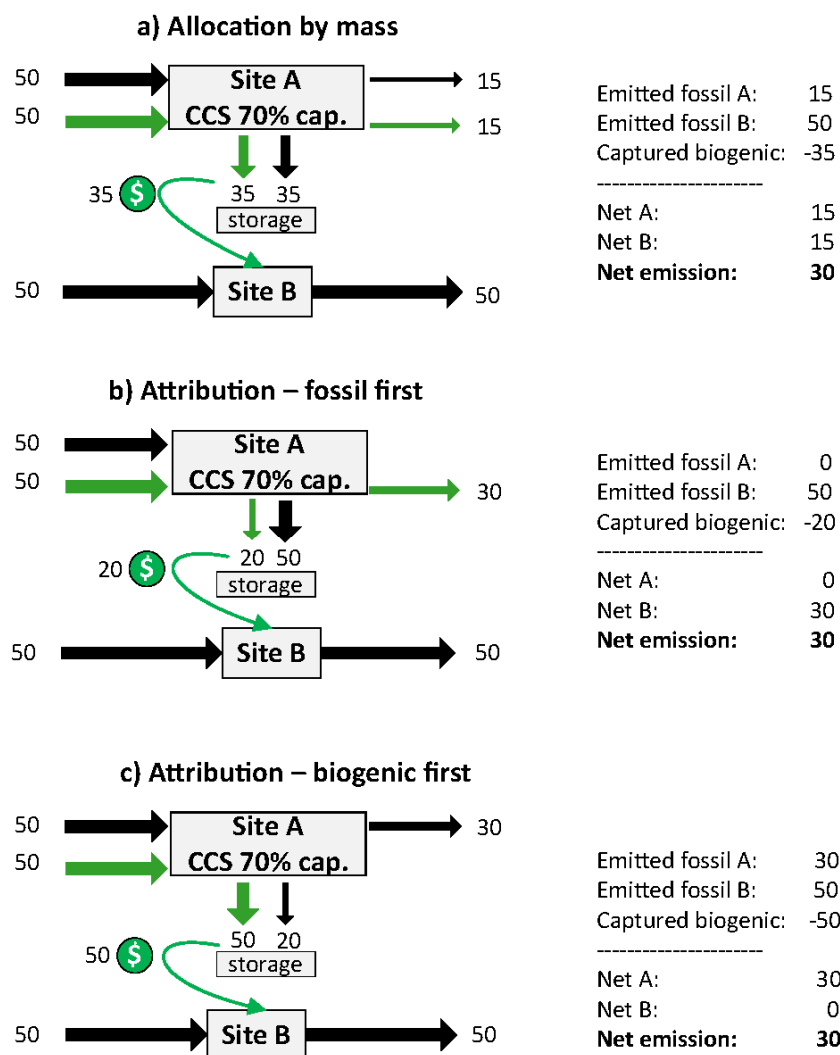 a) Allocation by mass
50
50
Site A
CCS 70% cap.
15
15
35 $
35 35
storage
50
Site B
50
Emitted fossil A: 15
Emitted fossil B: 50
Captured biogenic: -35
-----------------------
Net A: 15
Net B: 15
Net emission: 30
b) Attribution – fossil first
50
50
Site A
CCS 70% cap.
30
20 $
20 50
storage
50
Site B
50
Emitted fossil A: 0
Emitted fossil B: 50
Captured biogenic: -20
-----------------------
Net A: 0
Net B: 30
Net emission: 30
c) Attribution – biogenic first
50
50
Site A
CCS 70% cap.
30
50 $
50 20
storage
50
Site B
50
Emitted fossil A: 30
Emitted fossil B: 50
Captured biogenic: -50
-----------------------
Net A: 30
Net B: 0
Net emission: 30